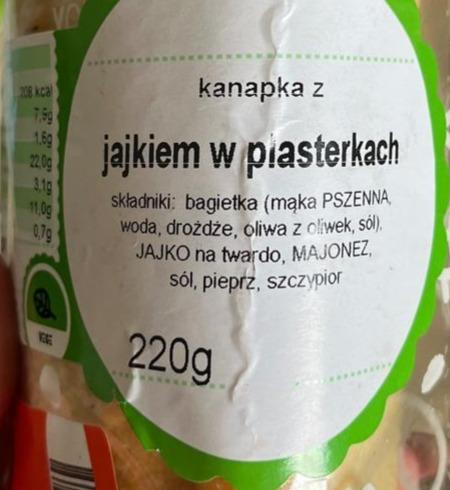 kanapka z
jajkiem w plasterkach
składniki: bagietka (mąka PSZENNA,
woda, drożdże, oliwa z oliwek, sól),
JAJKO na twardo, MAJONEZ,
sól, pieprz, szczypior
220g
208 kcal
7,5g
1,6g
22,0g
3,1g
11,0g
0,7g